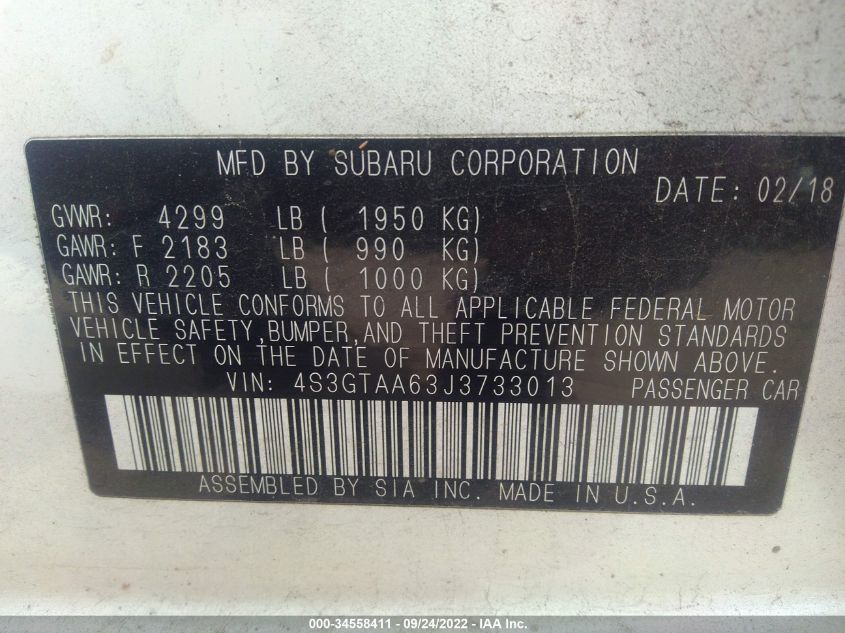 MFD BY SUBARU CORPORATION
DATE: 02/18
GVWR: 4299 LB ( 1950 KG)
GAWR: F 2183 LB ( 990 KG)
GAWR: R 2205 LB ( 1000 KG)
THIS VEHICLE CONFORMS TO ALL APPLICABLE FEDERAL MOTOR
VEHICLE SAFETY,BUMPER,AND THEFT PREVENTION STANDARDS
IN EFFECT ON THE DATE OF MANUFACTURE SHOWN ABOVE.
VIN: 4S3GTAA63J3733013 PASSENGER CAR
ASSEMBLED BY SIA INC. MADE IN U.S.A.
000-34558411 - 09/24/2022 - IAA Inc.